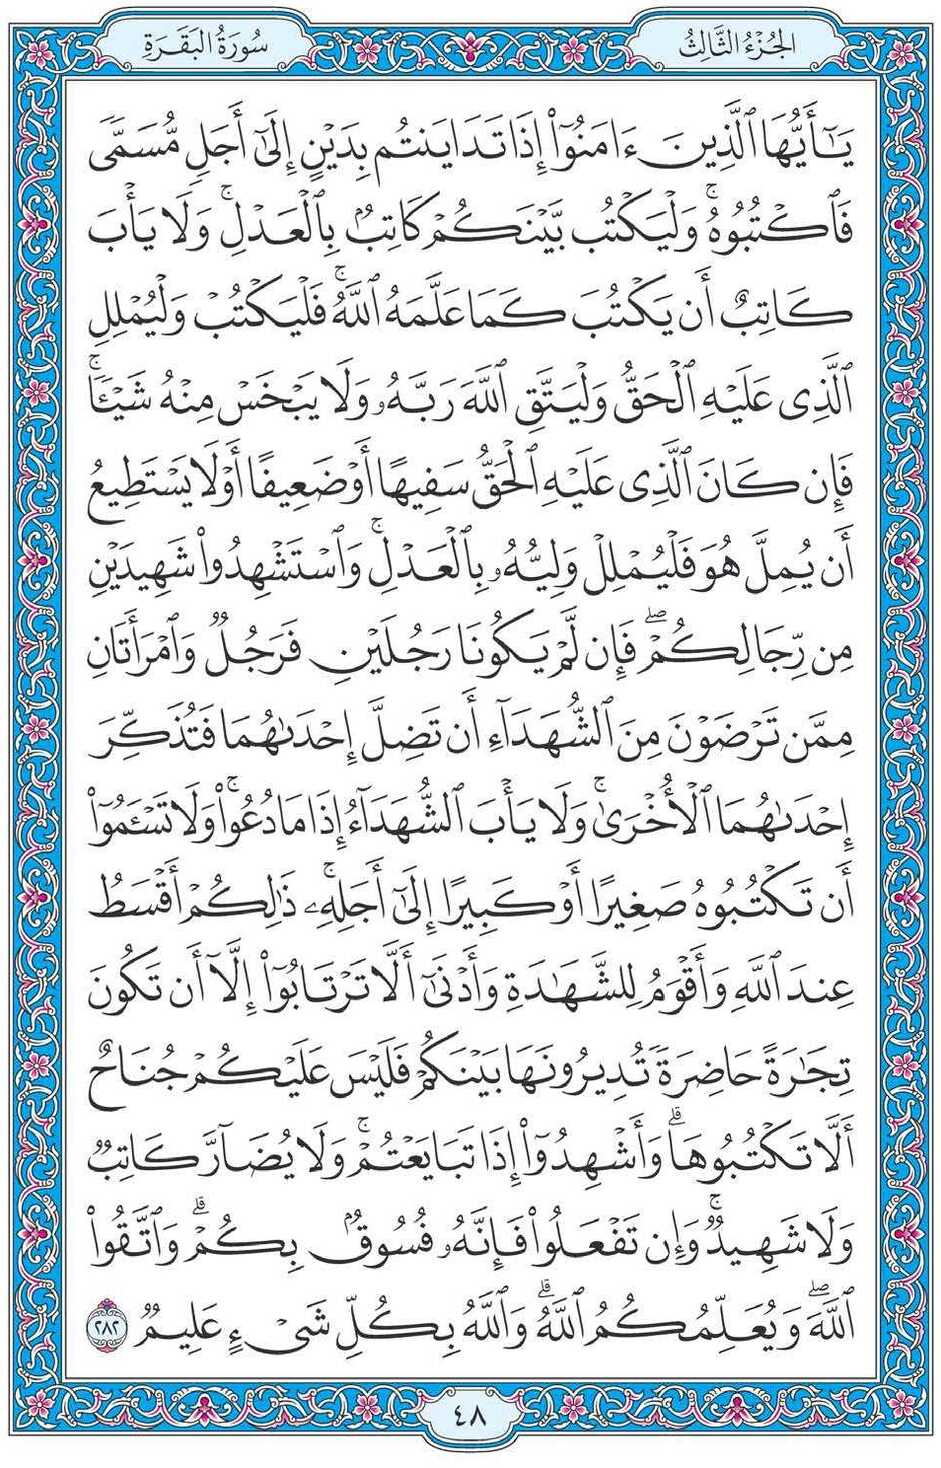 الجُزْءُ الثَّالِثُ
سُورَةُ البَقَرَةِ
يَـٰٓأَيُّهَا ٱلَّذِينَ ءَامَنُوٓا۟ إِذَا تَدَايَنتُم بِدَيْنٍ إِلَىٰٓ أَجَلٍ مُّسَمًّى
فَٱكْتُبُوهُ ۚ وَلْيَكْتُب بَّيْنَكُمْ كَاتِبٌۢ بِٱلْعَدْلِ ۚ وَلَا يَأْبَ
كَاتِبٌ أَن يَكْتُبَ كَمَا عَلَّمَهُ ٱللَّهُ ۚ فَلْيَكْتُبْ وَلْيُمْلِلِ
ٱلَّذِى عَلَيْهِ ٱلْحَقُّ وَلْيَتَّقِ ٱللَّهَ رَبَّهُۥ وَلَا يَبْخَسْ مِنْهُ شَيْـًٔا ۚ
فَإِن كَانَ ٱلَّذِى عَلَيْهِ ٱلْحَقُّ سَفِيهًا أَوْ ضَعِيفًا أَوْ لَا يَسْتَطِيعُ
أَن يُمِلَّ هُوَ فَلْيُمْلِلْ وَلِيُّهُۥ بِٱلْعَدْلِ ۚ وَٱسْتَشْهِدُوا۟ شَهِيدَيْنِ
مِن رِّجَالِكُمْ ۖ فَإِن لَّمْ يَكُونَا رَجُلَيْنِ فَرَجُلٌ وَٱمْرَأَتَانِ
مِمَّن تَرْضَوْنَ مِنَ ٱلشُّهَدَآءِ أَن تَضِلَّ إِحْدَىٰهُمَا فَتُذَكِّرَ
إِحْدَىٰهُمَا ٱلْأُخْرَىٰ ۚ وَلَا يَأْبَ ٱلشُّهَدَآءُ إِذَا مَا دُعُوا۟ ۚ وَلَا تَسْـَٔمُوٓا۟
أَن تَكْتُبُوهُ صَغِيرًا أَوْ كَبِيرًا إِلَىٰٓ أَجَلِهِۦ ۚ ذَٰلِكُمْ أَقْسَطُ
عِندَ ٱللَّهِ وَأَقْوَمُ لِلشَّهَـٰدَةِ وَأَدْنَىٰٓ أَلَّا تَرْتَابُوٓا۟ ۖ إِلَّآ أَن تَكُونَ
تِجَـٰرَةً حَاضِرَةً تُدِيرُونَهَا بَيْنَكُمْ فَلَيْسَ عَلَيْكُمْ جُنَاحٌ
أَلَّا تَكْتُبُوهَا ۗ وَأَشْهِدُوٓا۟ إِذَا تَبَايَعْتُمْ ۚ وَلَا يُضَآرَّ كَاتِبٌ
وَلَا شَهِيدٌ ۚ وَإِن تَفْعَلُوا۟ فَإِنَّهُۥ فُسُوقٌۢ بِكُمْ ۗ وَٱتَّقُوا۟
ٱللَّهَ ۖ وَيُعَلِّمُكُمُ ٱللَّهُ ۗ وَٱللَّهُ بِكُلِّ شَىْءٍ عَلِيمٌ ٢٨٢
٤٨